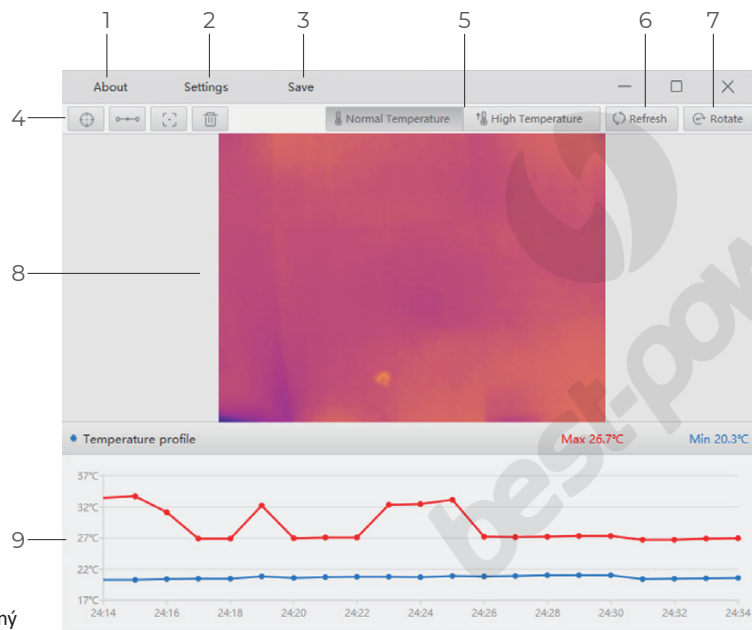 1 2 3 5 6 7
About Settings Save
4 Normal Temperature High Temperature Refresh Rotate
8
Temperature profile Max 26.7℃ Min 20.3℃
37℃
32℃
9 27℃
22℃
17℃
24:14 24:16 24:18 24:20 24:22 24:24 24:26 24:28 24:30 24:32 24:34
ný
best-pow